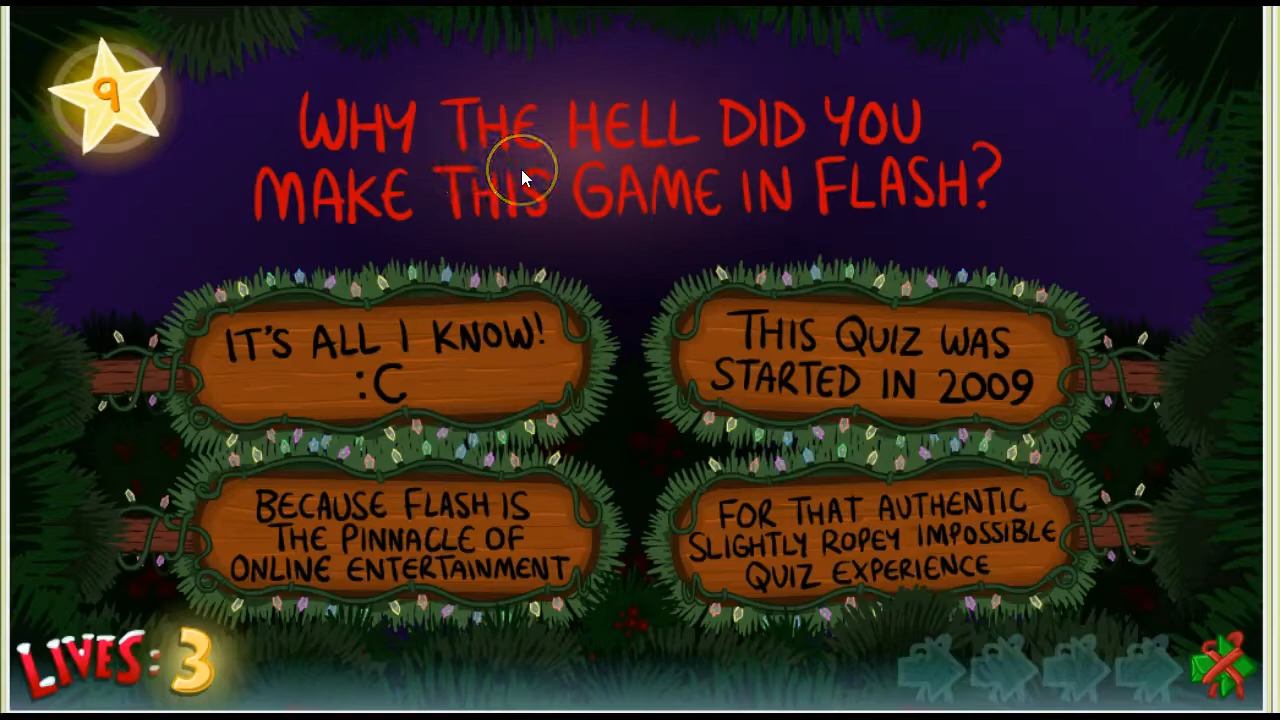 9
WHY THE HELL DID YOU
MAKE THIS GAME IN FLASH?
IT'S ALL I KNOW!
:C
THIS QUIZ WAS
STARTED IN 2009
BECAUSE FLASH IS
THE PINNACLE OF
ONLINE ENTERTAINMENT
FOR THAT AUTHENTIC
SLIGHTLY ROPEY IMPOSSIBLE
QUIZ EXPERIENCE
LIVES: 3